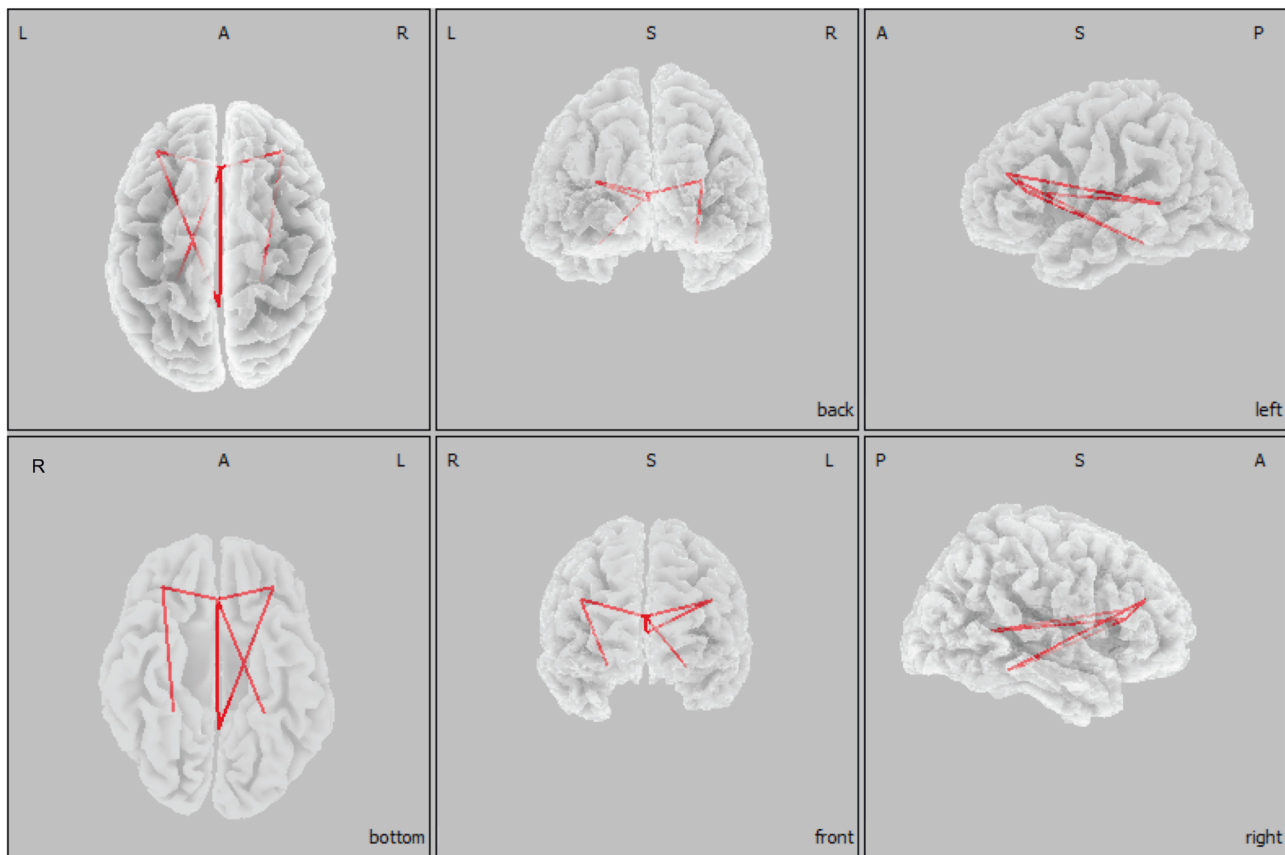 L A R
L S R
back
A S P
left
R A L
bottom
R S L
front
P S A
right